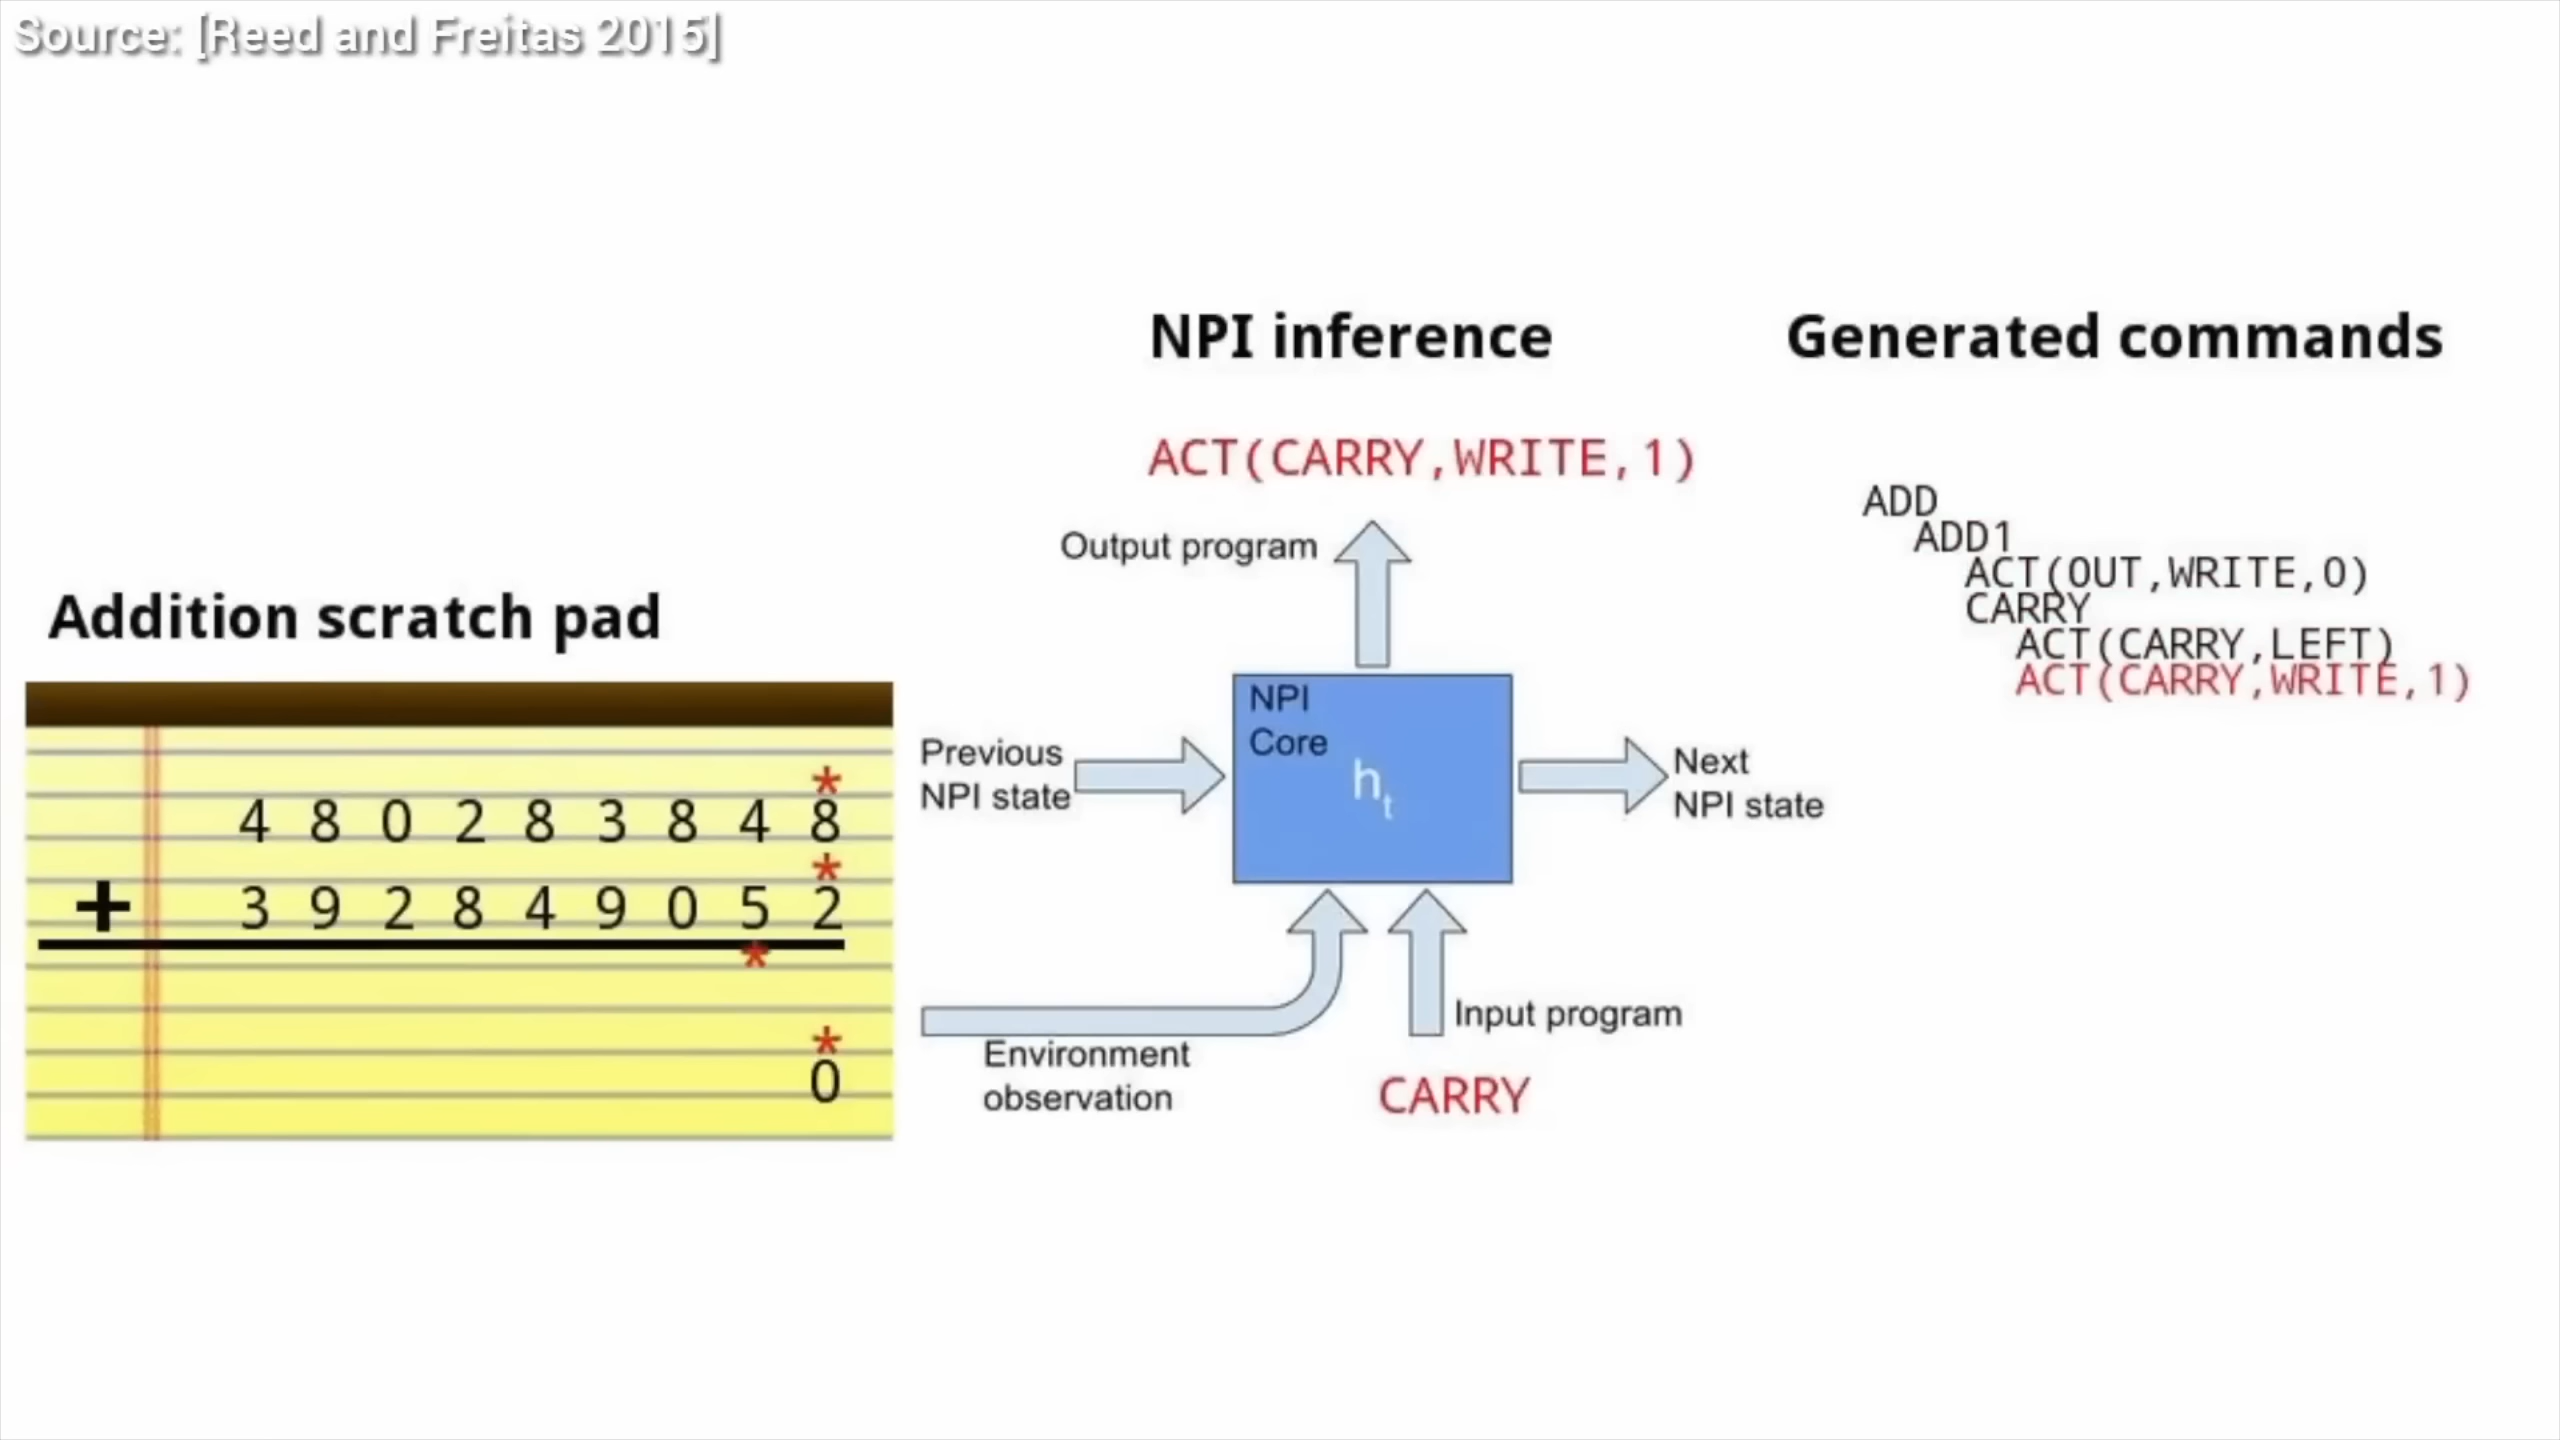 Source: [Reed and Freitas 2015]
Addition scratch pad
*
4 8 0 2 8 3 8 4 8
*
+ 3 9 2 8 4 9 0 5 2
*
*
0
NPI inference
ACT(CARRY,WRITE,1)
Output program
NPI
Core
ht
Previous
NPI state
Next
NPI state
Environment
observation
Input program
CARRY
Generated commands
ADD
ADD1
ACT(OUT,WRITE,0)
CARRY
ACT(CARRY,LEFT)
ACT(CARRY,WRITE,1)